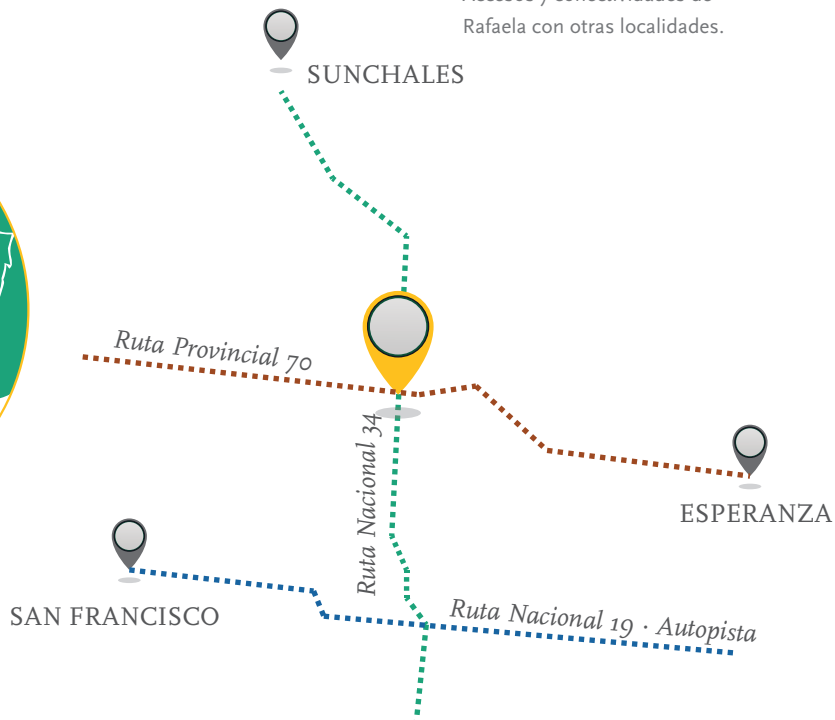 Rafaela con otras localidades.
SUNCHALES
Ruta Provincial 70
Ruta Nacional 34
ESPERANZA
SAN FRANCISCO
Ruta Nacional 19 · Autopista